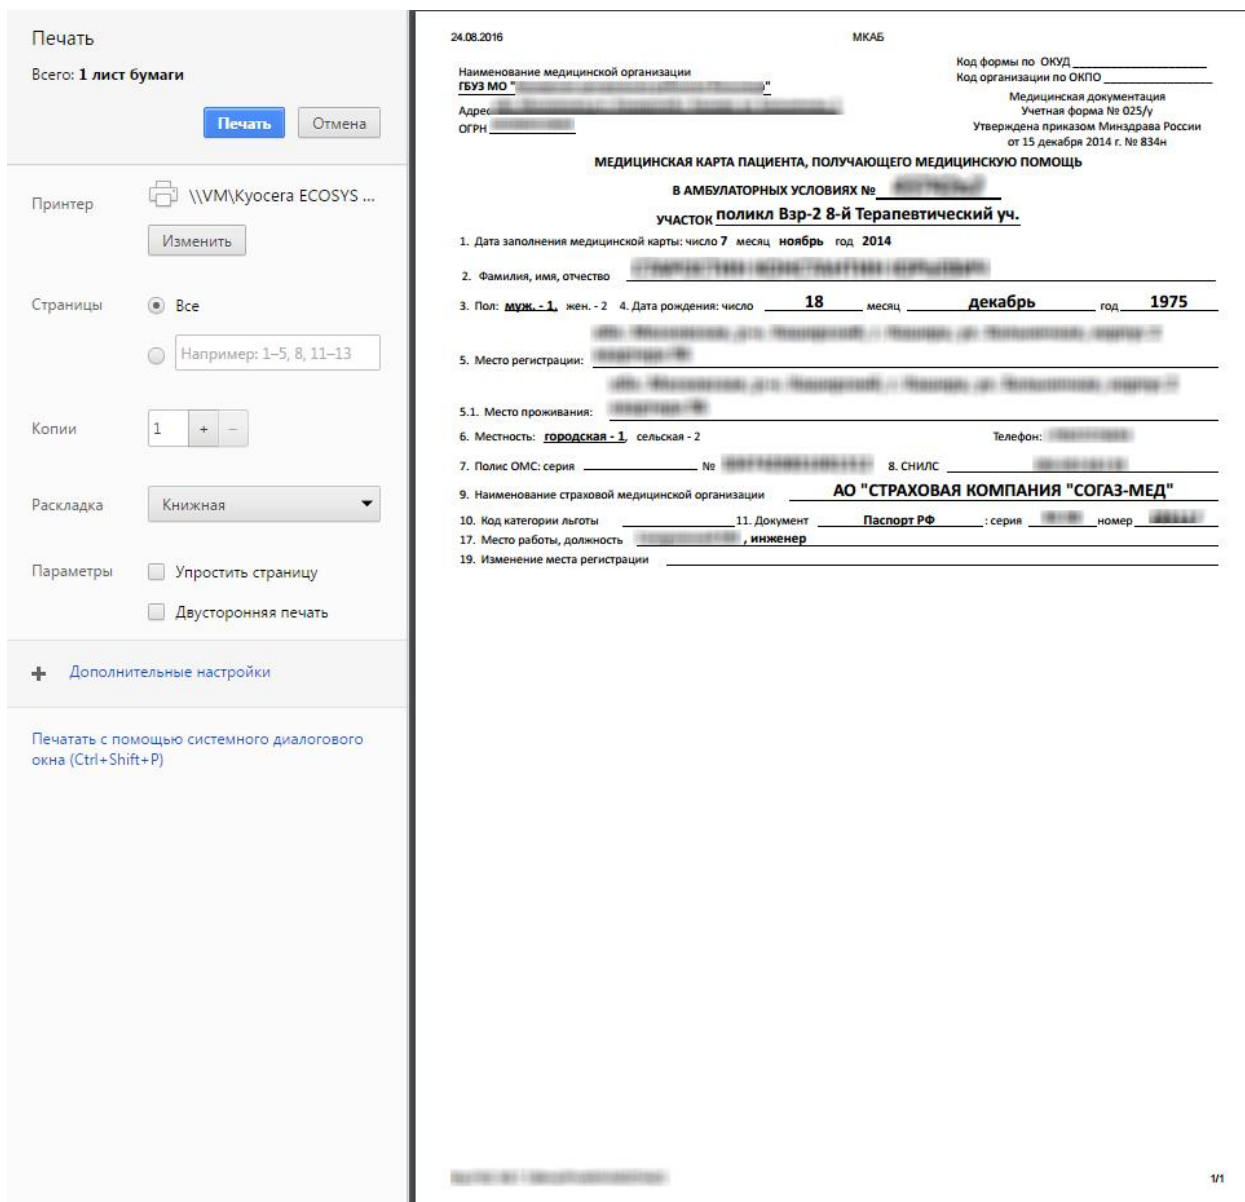 Печать
Всего: 1 лист бумаги
Печать Отмена
Принтер \\VM\Kyocera ECOSYS ...
Изменить
Страницы Все
Например: 1–5, 8, 11–13
Копии 1 + −
Раскладка Книжная
Параметры Упростить страницу
Двусторонняя печать
+ Дополнительные настройки
Печатать с помощью системного диалогового
окна (Ctrl+Shift+P)
24.08.2016 МКАБ
Код формы по ОКУД
Код организации по ОКПО
Наименование медицинской организации
ГБУЗ МО " "
Адрес
ОГРН
Медицинская документация
Учетная форма № 025/у
Утверждена приказом Минздрава России
от 15 декабря 2014 г. № 834н
МЕДИЦИНСКАЯ КАРТА ПАЦИЕНТА, ПОЛУЧАЮЩЕГО МЕДИЦИНСКУЮ ПОМОЩЬ
В АМБУЛАТОРНЫХ УСЛОВИЯХ №
УЧАСТОК поликл Взр-2 8-й Терапевтический уч.
1. Дата заполнения медицинской карты: число 7 месяц ноябрь год 2014
2. Фамилия, имя, отчество
3. Пол: муж. - 1, жен. - 2 4. Дата рождения: число 18 месяц декабрь год 1975
5. Место регистрации:
5.1. Место проживания:
6. Местность: городская - 1, сельская - 2 Телефон:
7. Полис ОМС: серия № 8. СНИЛС
9. Наименование страховой медицинской организации АО "СТРАХОВАЯ КОМПАНИЯ "СОГАЗ-МЕД"
10. Код категории льготы 11. Документ Паспорт РФ : серия номер
17. Место работы, должность , инженер
19. Изменение места регистрации
1/1